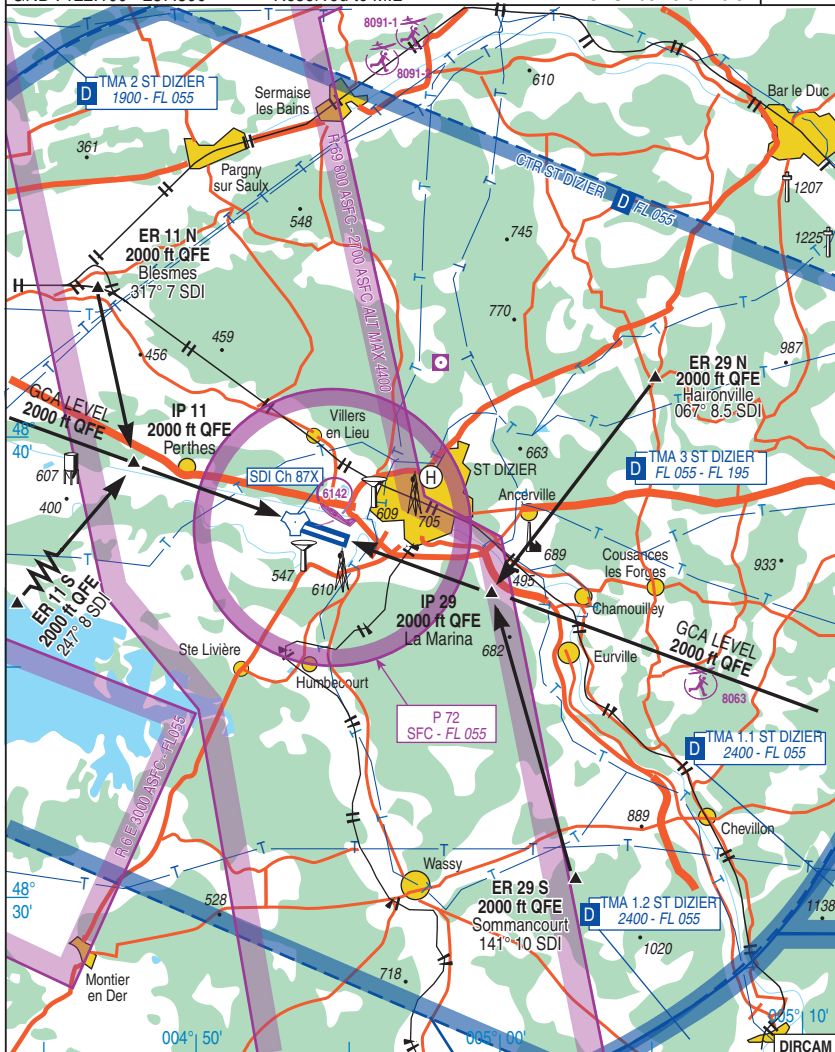 8091-1
8091-2
610
TMA 2 ST DIZIER
D
1900 - FL 055
Sermaize
les Bains
Bar le Duc
361
Pargny
sur Saulx
CTR ST DIZIER D FL 055
1207
548
R 69 800 ASFC - 2700 ASFC ALT MAX 4400
745
1225
ER 11 N
2000 ft QFE
Blesmes
317° 7 SDI
770
459
456
987
ER 29 N
2000 ft QFE
Haironville
067° 8.5 SDI
GCA LEVEL
2000 ft QFE
IP 11
2000 ft QFE
Perthes
Villers
en Lieu
48°
40'
663
607
400
SDI Ch 87X
6142
H
ST DIZIER
D
TMA 3 ST DIZIER
FL 055 - FL 195
Ancerville
609
705
689
547
610
495
Cousances
les Forges
933
ER 11 S
2000 ft QFE
247° 8 SDI
IP 29
2000 ft QFE
La Marina
Chamouilley
682
GCA LEVEL
2000 ft QFE
Ste Livière
Humbecourt
Eurville
8063
P 72
SFC - FL 055
R 6 E 3000 ASFC - FL055
D
TMA 1.1 ST DIZIER
2400 - FL 055
889
Chevillon
Wassy
48°
30'
528
ER 29 S
2000 ft QFE
Sommancourt
141° 10 SDI
D
TMA 1.2 ST DIZIER
2400 - FL 055
1138
1020
718
Montier
en Der
004° 50'
005° 00'
005° 10'
DIRCAM